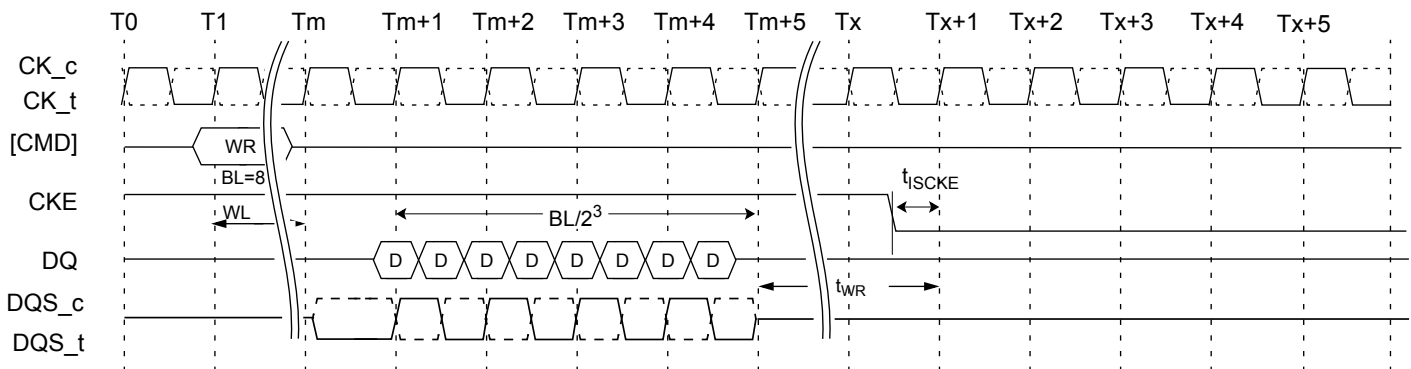 T0 T1 Tm Tm+1 Tm+2 Tm+3 Tm+4 Tm+5 Tx Tx+1 Tx+2 Tx+3 Tx+4 Tx+5
CK_c
CK_t
[CMD] WR
BL=8
tISCKE
CKE
WL BL/2³
DQ D D D D D D D D
tWR
DQS_c
DQS_t